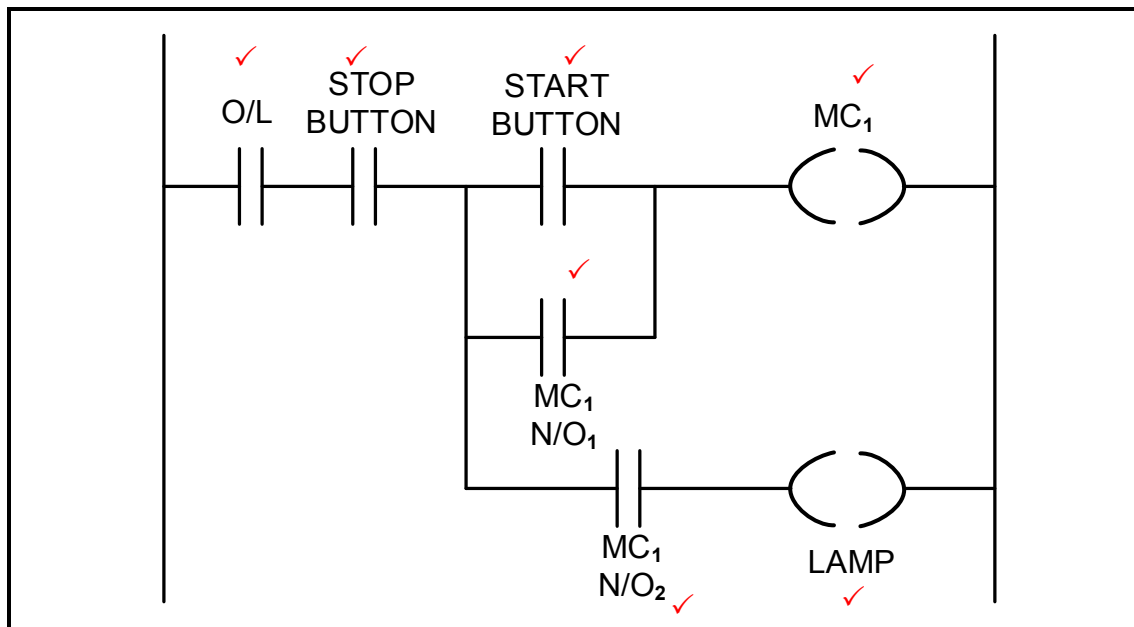 O/L
STOP
BUTTON
START
BUTTON
MC₁
MC₁
N/O₁
MC₁
N/O₂
LAMP